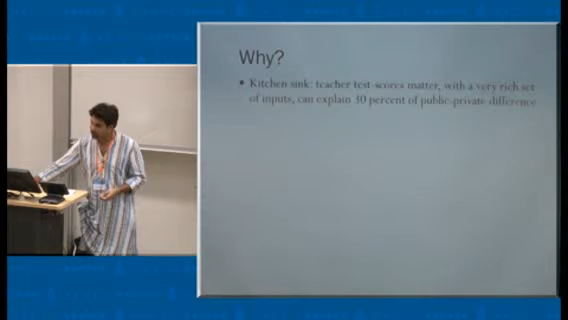 Why?
• Kitchen sink: teacher test-scores matter, with a very rich set
of inputs, can explain 30 percent of public-private difference